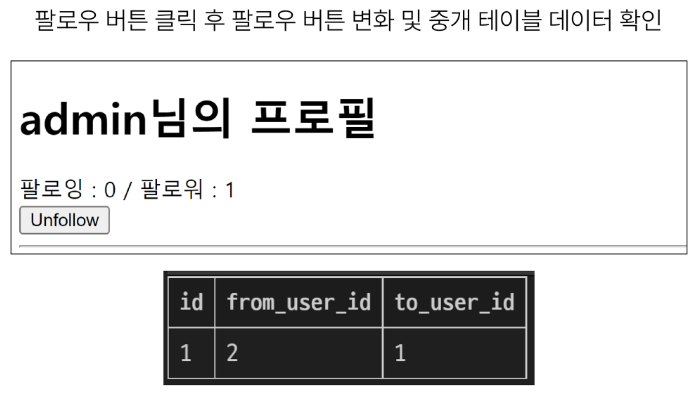 팔로우 버튼 클릭 후 팔로우 버튼 변화 및 중개 테이블 데이터 확인
admin님의 프로필
팔로잉 : 0 / 팔로워 : 1
Unfollow
id from_user_id to_user_id
1 2 1